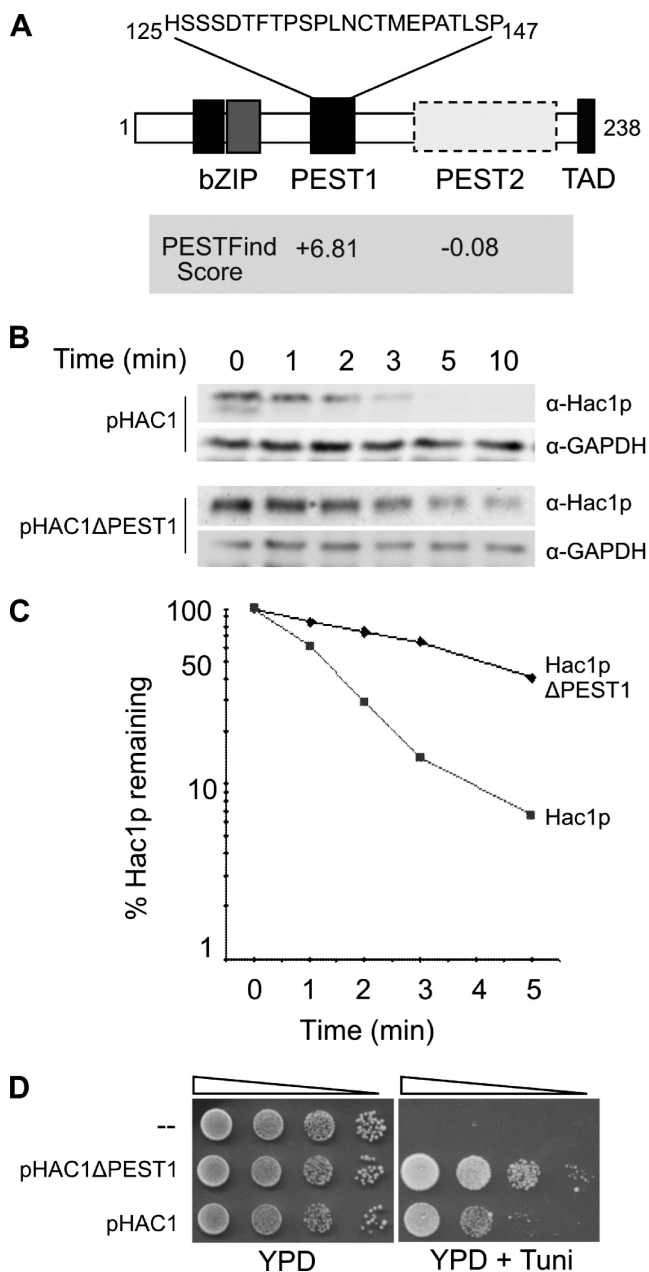 A
125HSSSDTFTPSPLNCTMEPATLSP147
1
238
bZIP PEST1 PEST2 TAD
PESTFind Score +6.81 -0.08
B
Time (min) 0 1 2 3 5 10
pHAC1
α-Hac1p
α-GAPDH
pHAC1ΔPEST1
α-Hac1p
α-GAPDH
C
% Hac1p remaining
100
50
10
1
Hac1p
ΔPEST1
Hac1p
0 1 2 3 4 5
Time (min)
D
--
pHAC1ΔPEST1
pHAC1
YPD YPD + Tuni